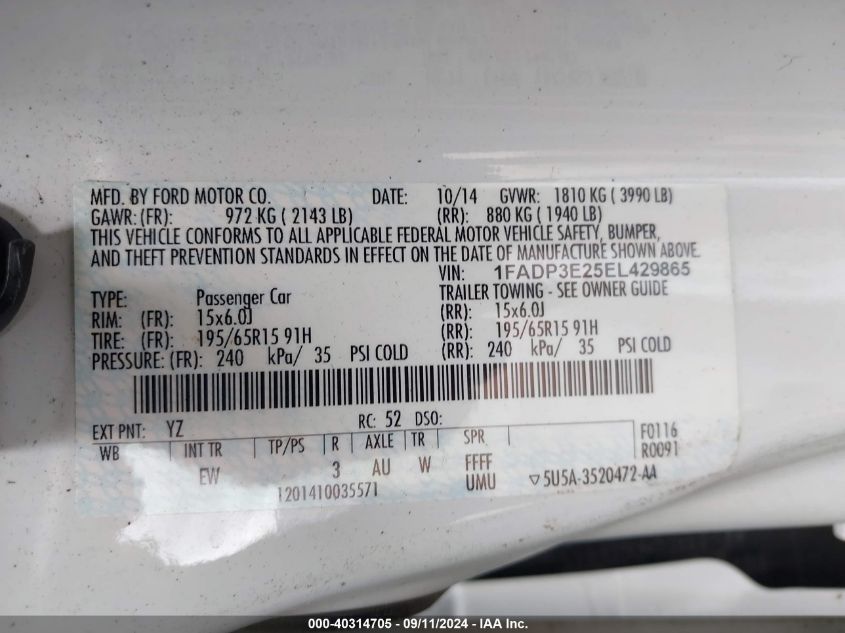 MFD. BY FORD MOTOR CO. DATE: 10/14 GVWR: 1810 KG ( 3990 LB)
GAWR: (FR): 972 KG ( 2143 LB) (RR): 880 KG ( 1940 LB)
THIS VEHICLE CONFORMS TO ALL APPLICABLE FEDERAL MOTOR VEHICLE SAFETY, BUMPER,
AND THEFT PREVENTION STANDARDS IN EFFECT ON THE DATE OF MANUFACTURE SHOWN ABOVE.
VIN: 1FADP3E25EL429865
TYPE: Passenger Car TRAILER TOWING - SEE OWNER GUIDE
RIM: (FR): 15x6.0J (RR): 15x6.0J
TIRE: (FR): 195/65R15 91H (RR): 195/65R15 91H
PRESSURE: (FR): 240 kPa/ 35 PSI COLD (RR): 240 kPa/ 35 PSI COLD
EXT PNT: YZ RC: 52 DSO: F0116
WB INT TR TP/PS R AXLE TR SPR R0091
EW 3 AU W FFFF
1201410035571 UMU ▽5U5A-3520472-AA
000-40314705 - 09/11/2024 - IAA Inc.